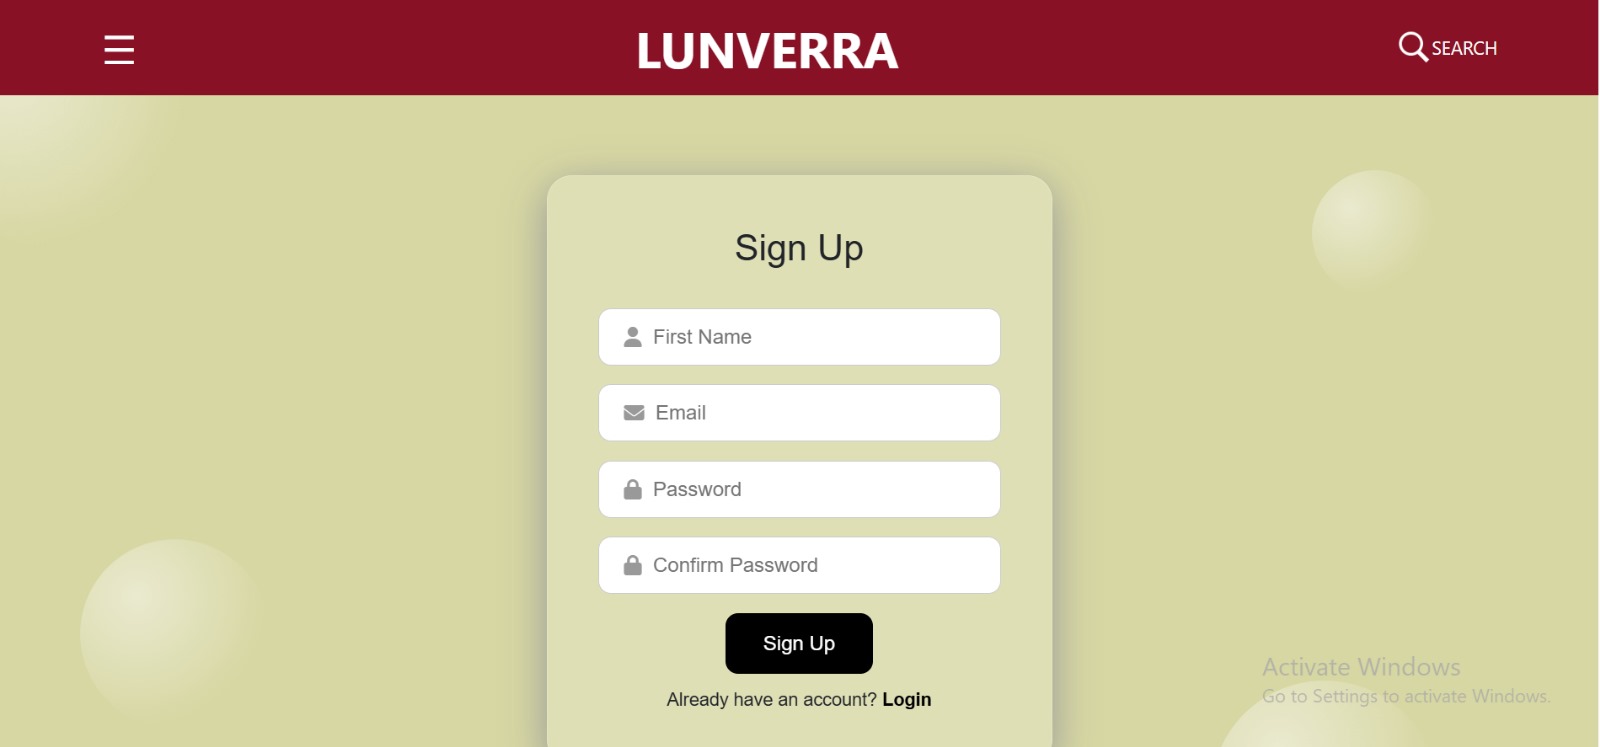 LUNVERRA
SEARCH
Sign Up
First Name
Email
Password
Confirm Password
Sign Up
Already have an account? Login
Activate Windows
Go to Settings to activate Windows.